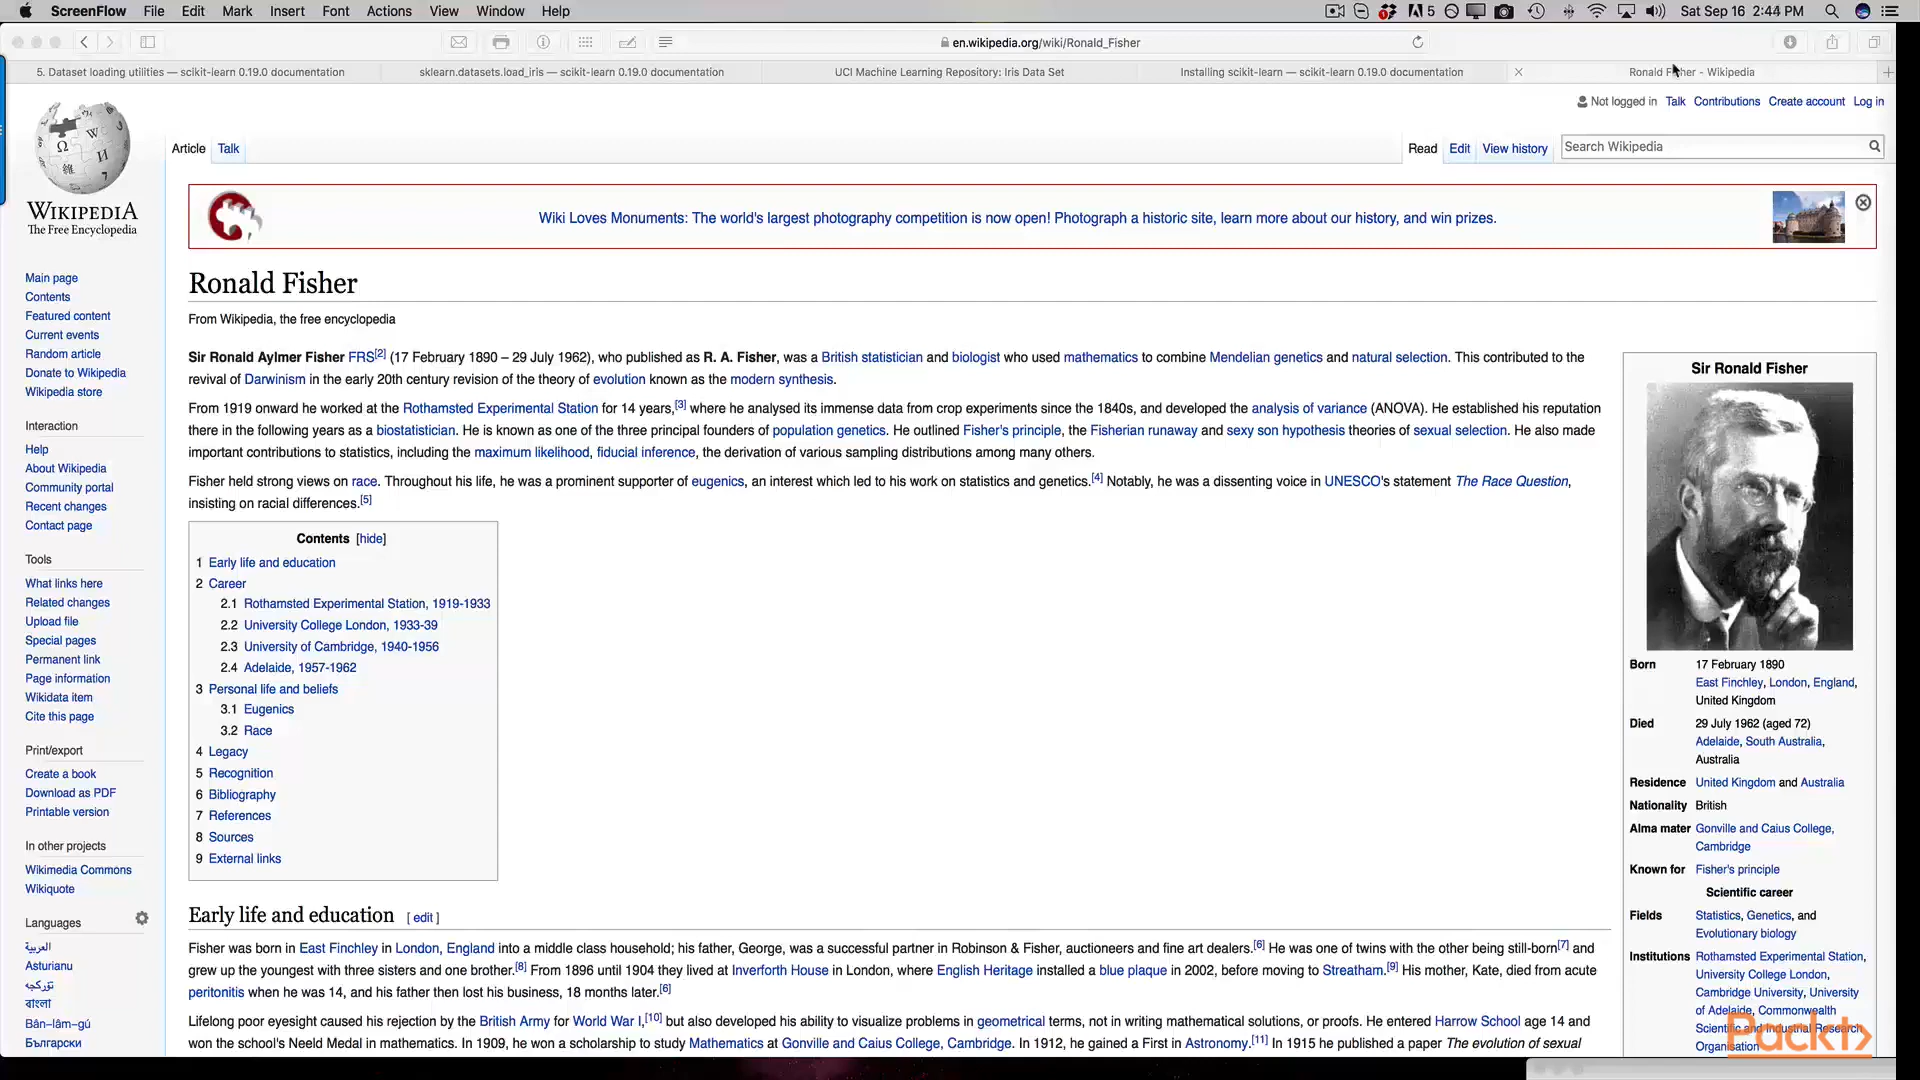 ScreenFlow File Edit Mark Insert Font Actions View Window Help 5 Sat Sep 16 2:44 PM
en.wikipedia.org/wiki/Ronald_Fisher
5. Dataset loading utilities — scikit-learn 0.19.0 documentation sklearn.datasets.load_iris — scikit-learn 0.19.0 documentation UCI Machine Learning Repository: Iris Data Set Installing scikit-learn — scikit-learn 0.19.0 documentation Ronald Fisher - Wikipedia
Not logged in Talk Contributions Create account Log in
Article Talk Read Edit View history Search Wikipedia
WIKIPEDIA
The Free Encyclopedia
Main page
Contents
Featured content
Current events
Random article
Donate to Wikipedia
Wikipedia store
Interaction
Help
About Wikipedia
Community portal
Recent changes
Contact page
Tools
What links here
Related changes
Upload file
Special pages
Permanent link
Page information
Wikidata item
Cite this page
Print/export
Create a book
Download as PDF
Printable version
In other projects
Wikimedia Commons
Wikiquote
Languages
العربية
Asturianu
تۆرکجه
বাংলা
Bân-lâm-gú
Български
Wiki Loves Monuments: The world's largest photography competition is now open! Photograph a historic site, learn more about our history, and win prizes.
Ronald Fisher
From Wikipedia, the free encyclopedia
Sir Ronald Aylmer Fisher FRS[2] (17 February 1890 – 29 July 1962), who published as R. A. Fisher, was a British statistician and biologist who used mathematics to combine Mendelian genetics and natural selection. This contributed to the
revival of Darwinism in the early 20th century revision of the theory of evolution known as the modern synthesis.
From 1919 onward he worked at the Rothamsted Experimental Station for 14 years,[3] where he analysed its immense data from crop experiments since the 1840s, and developed the analysis of variance (ANOVA). He established his reputation
there in the following years as a biostatistician. He is known as one of the three principal founders of population genetics. He outlined Fisher's principle, the Fisherian runaway and sexy son hypothesis theories of sexual selection. He also made
important contributions to statistics, including the maximum likelihood, fiducial inference, the derivation of various sampling distributions among many others.
Fisher held strong views on race. Throughout his life, he was a prominent supporter of eugenics, an interest which led to his work on statistics and genetics.[4] Notably, he was a dissenting voice in UNESCO's statement The Race Question,
insisting on racial differences.[5]
Contents [hide]
1 Early life and education
2 Career
2.1 Rothamsted Experimental Station, 1919-1933
2.2 University College London, 1933-39
2.3 University of Cambridge, 1940-1956
2.4 Adelaide, 1957-1962
3 Personal life and beliefs
3.1 Eugenics
3.2 Race
4 Legacy
5 Recognition
6 Bibliography
7 References
8 Sources
9 External links
Early life and education [ edit ]
Fisher was born in East Finchley in London, England into a middle class household; his father, George, was a successful partner in Robinson & Fisher, auctioneers and fine art dealers.[6] He was one of twins with the other being still-born[7] and
grew up the youngest with three sisters and one brother.[8] From 1896 until 1904 they lived at Inverforth House in London, where English Heritage installed a blue plaque in 2002, before moving to Streatham.[9] His mother, Kate, died from acute
peritonitis when he was 14, and his father then lost his business, 18 months later.[6]
Lifelong poor eyesight caused his rejection by the British Army for World War I,[10] but also developed his ability to visualize problems in geometrical terms, not in writing mathematical solutions, or proofs. He entered Harrow School age 14 and
won the school's Neeld Medal in mathematics. In 1909, he won a scholarship to study Mathematics at Gonville and Caius College, Cambridge. In 1912, he gained a First in Astronomy.[11] In 1915 he published a paper The evolution of sexual
Sir Ronald Fisher
Born 17 February 1890
East Finchley, London, England,
United Kingdom
Died 29 July 1962 (aged 72)
Adelaide, South Australia,
Australia
Residence United Kingdom and Australia
Nationality British
Alma mater Gonville and Caius College,
Cambridge
Known for Fisher's principle
Scientific career
Fields Statistics, Genetics, and
Evolutionary biology
Institutions Rothamsted Experimental Station,
University College London,
Cambridge University, University
of Adelaide, Commonwealth
Scientific and Industrial Research
Organisation
Packt>